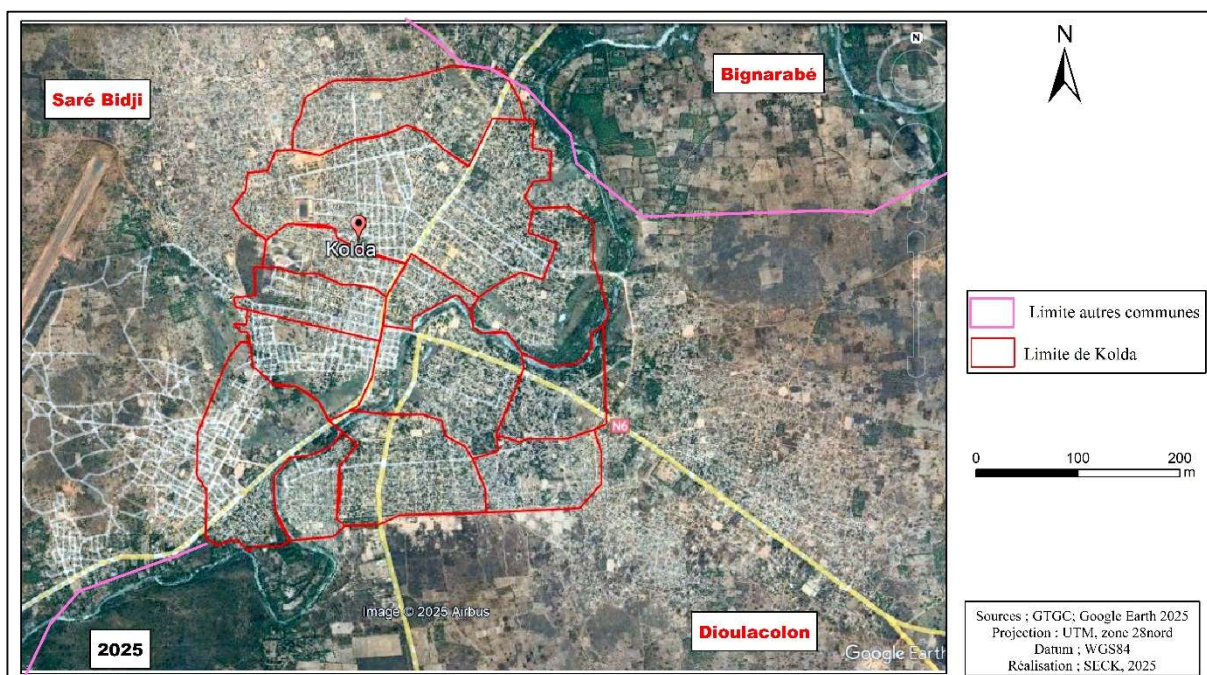 Saré Bidji
Bignarabé
N
N
Kolda
Limite autres communes
Limite de Kolda
N6
0 100 200
m
Image © 2025 Airbus
2025
Dioulacolon
Google Earth
Sources ; GTGC; Google Earth 2025
Projection : UTM, zone 28nord
Datum ; WGS84
Réalisation ; SECK, 2025